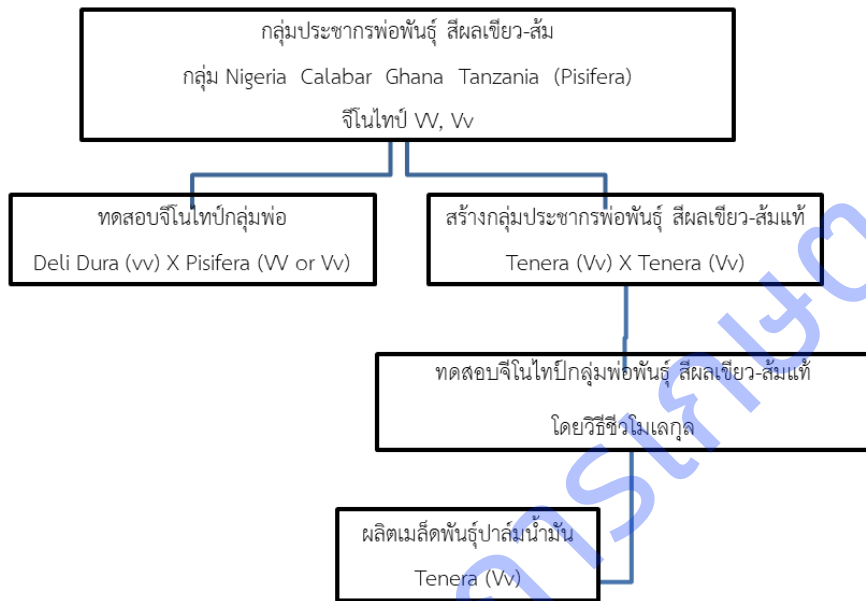 กลุ่มประชากรพ่อพันธุ์ สีผลเขียว-ส้ม
กลุ่ม Nigeria Calabar Ghana Tanzania (Pisifera)
จีโนไทป์ VV, Vv
ทดสอบจีโนไทป์กลุ่มพ่อ
Deli Dura (vv) X Pisifera (VV or Vv)
สร้างกลุ่มประชากรพ่อพันธุ์ สีผลเขียว-ส้มแท้
Tenera (Vv) X Tenera (Vv)
ทดสอบจีโนไทป์กลุ่มพ่อพันธุ์ สีผลเขียว-ส้มแท้
โดยวิธีชีวโมเลกุล
ผลิตเมล็ดพันธุ์ปาล์มน้ำมัน
Tenera (Vv)